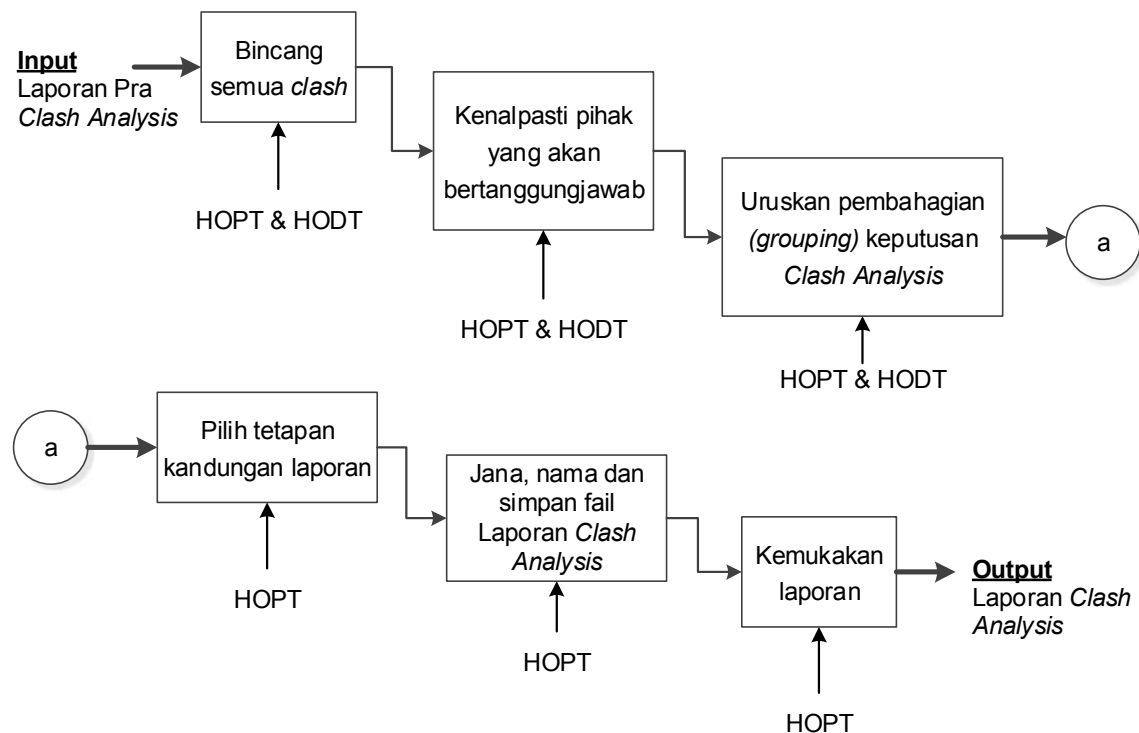 Input
Laporan Pra
Clash Analysis
Bincang
semua clash
HOPT & HODT
Kenalpasti pihak
yang akan
bertanggungjawab
HOPT & HODT
Uruskan pembahagian
(grouping) keputusan
Clash Analysis
HOPT & HODT
a
a
Pilih tetapan
kandungan laporan
HOPT
Jana, nama dan
simpan fail
Laporan Clash
Analysis
HOPT
Kemukakan
laporan
HOPT
Output
Laporan Clash
Analysis